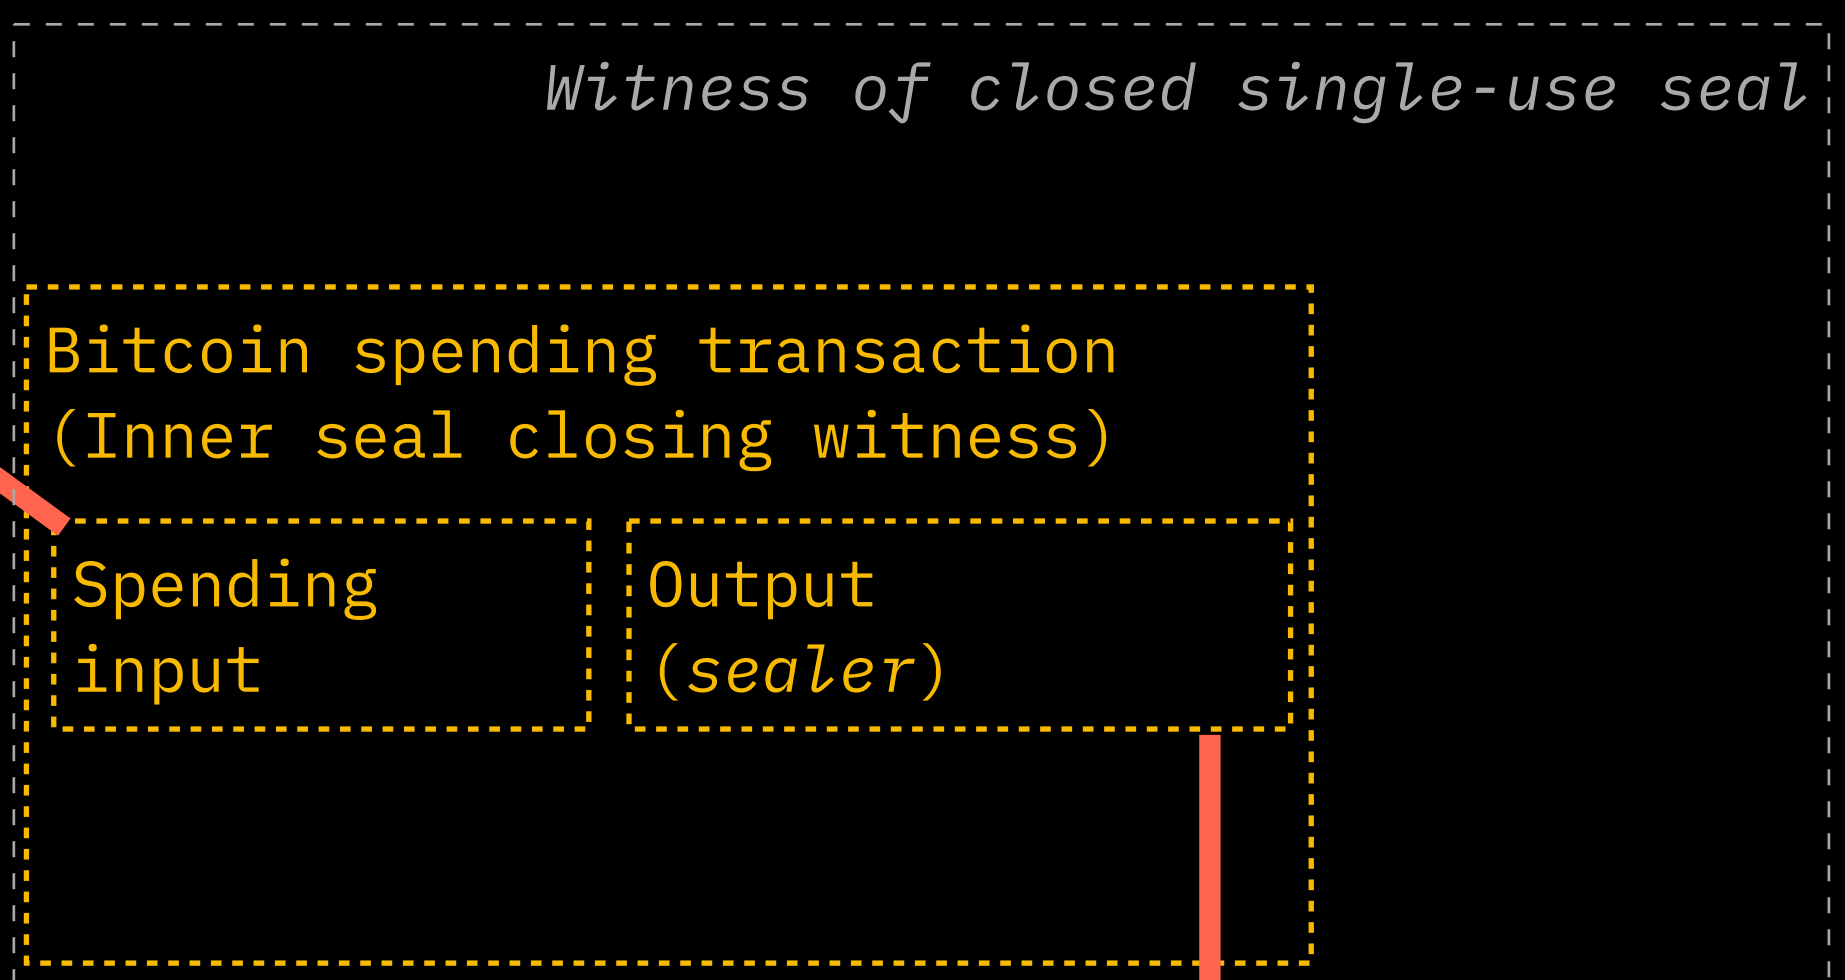 Witness of closed single-use seal
Bitcoin spending transaction
(Inner seal closing witness)
Spending
input
Output
(sealer)